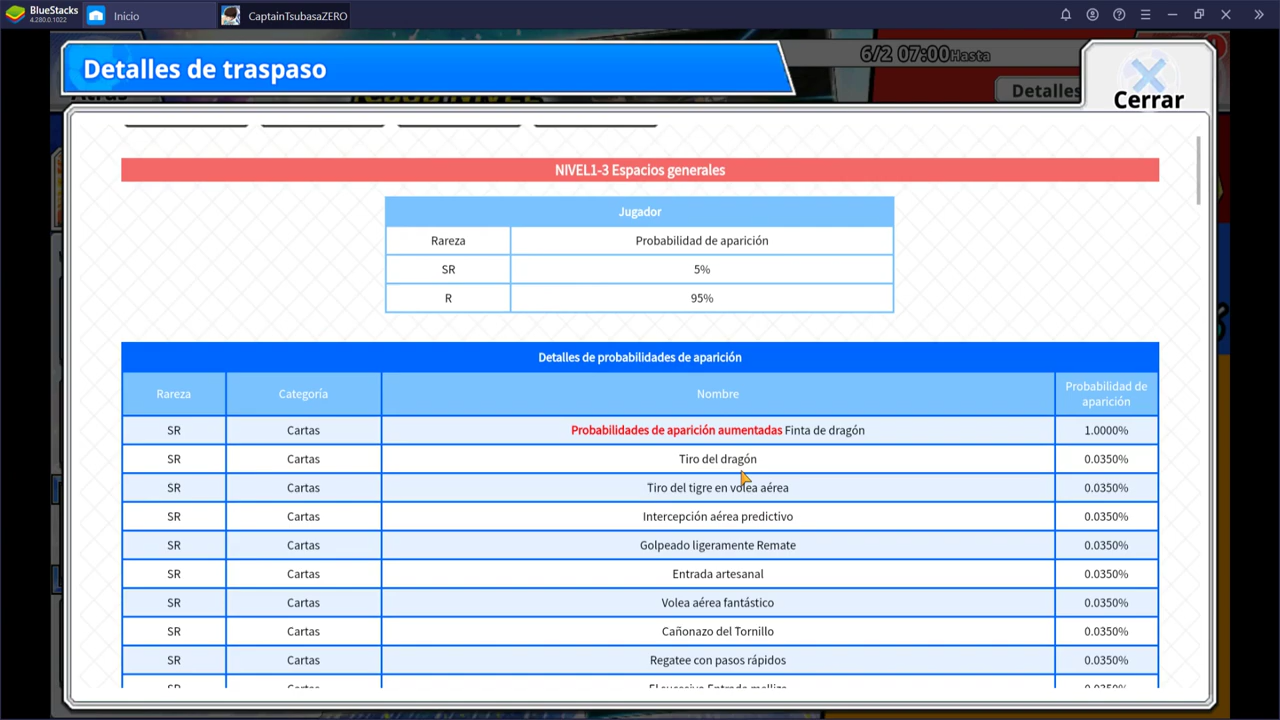 BlueStacks
4.280.0.1022
Inicio
CaptainTsubasaZERO
Detalles de traspaso
6/2 07:00Hasta
Detalles
Cerrar
NIVEL1-3 Espacios generales
Jugador
Rareza Probabilidad de aparición
SR 5%
R 95%
Detalles de probabilidades de aparición
Rareza Categoría Nombre Probabilidad de aparición
SR Cartas Probabilidades de aparición aumentadas Finta de dragón 1.0000%
SR Cartas Tiro del dragón 0.0350%
SR Cartas Tiro del tigre en volea aérea 0.0350%
SR Cartas Intercepción aérea predictivo 0.0350%
SR Cartas Golpeado ligeramente Remate 0.0350%
SR Cartas Entrada artesanal 0.0350%
SR Cartas Volea aérea fantástico 0.0350%
SR Cartas Cañonazo del Tornillo 0.0350%
SR Cartas Regatee con pasos rápidos 0.0350%
SR Cartas 0.0350%